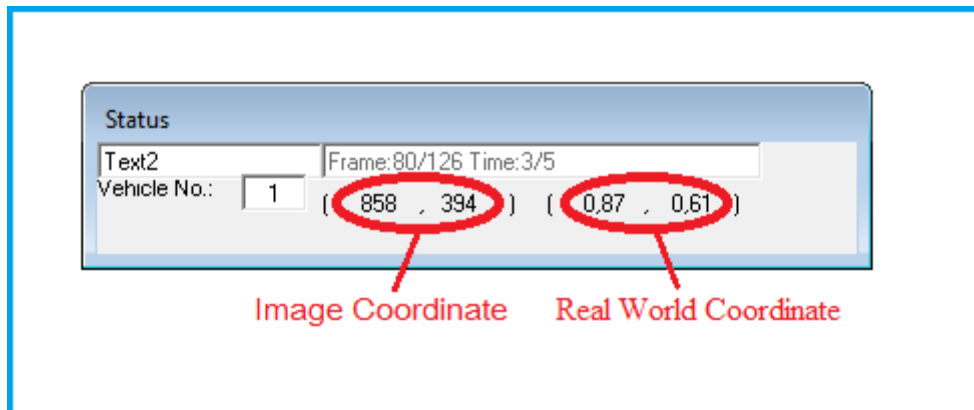 Status
Text2 Frame:80/126 Time:3/5
Vehicle No.: 1 ( 858 , 394 ) ( 0,87 , 0,61 )
Image Coordinate Real World Coordinate